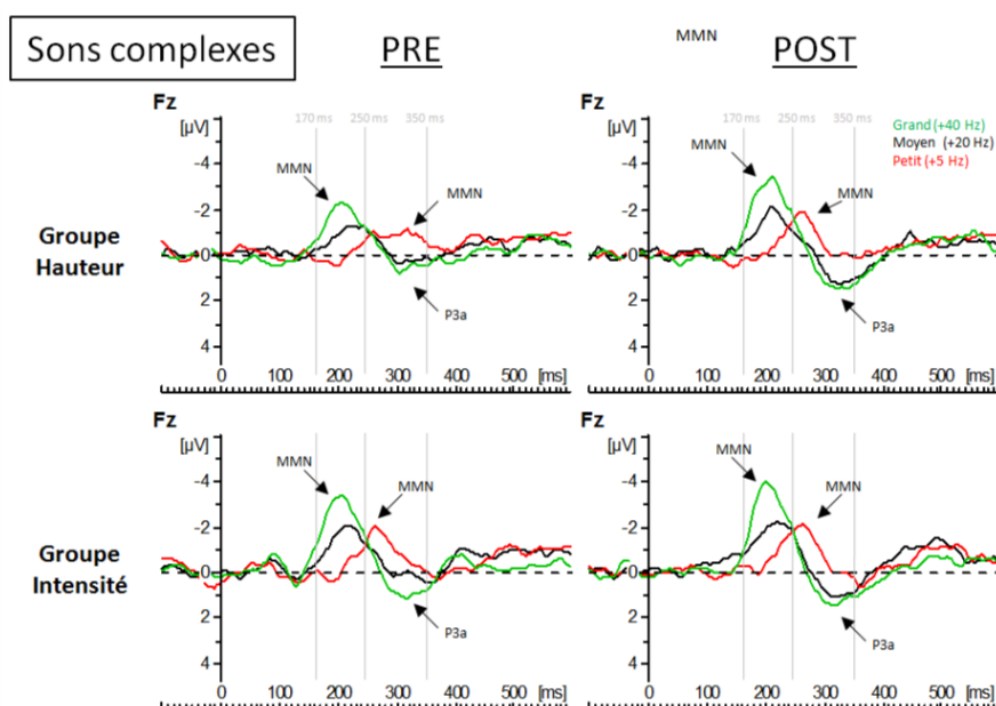 Sons complexes
PRE
MMN
POST
Fz
[µV]
170 ms 250 ms 350 ms
-4
-2
0
2
4
MMN
MMN
P3a
0 100 200 300 400 500 [ms]
Groupe
Hauteur
Fz
[µV]
170 ms 250 ms 350 ms
-4
-2
0
2
4
MMN
MMN
P3a
0 100 200 300 400 500 [ms]
Grand (+40 Hz)
Moyen (+20 Hz)
Petit (+5 Hz)
Groupe
Intensité
Fz
[µV]
-4
-2
0
2
4
MMN
MMN
P3a
0 100 200 300 400 500 [ms]
Fz
[µV]
-4
-2
0
2
4
MMN
MMN
P3a
0 100 200 300 400 500 [ms]